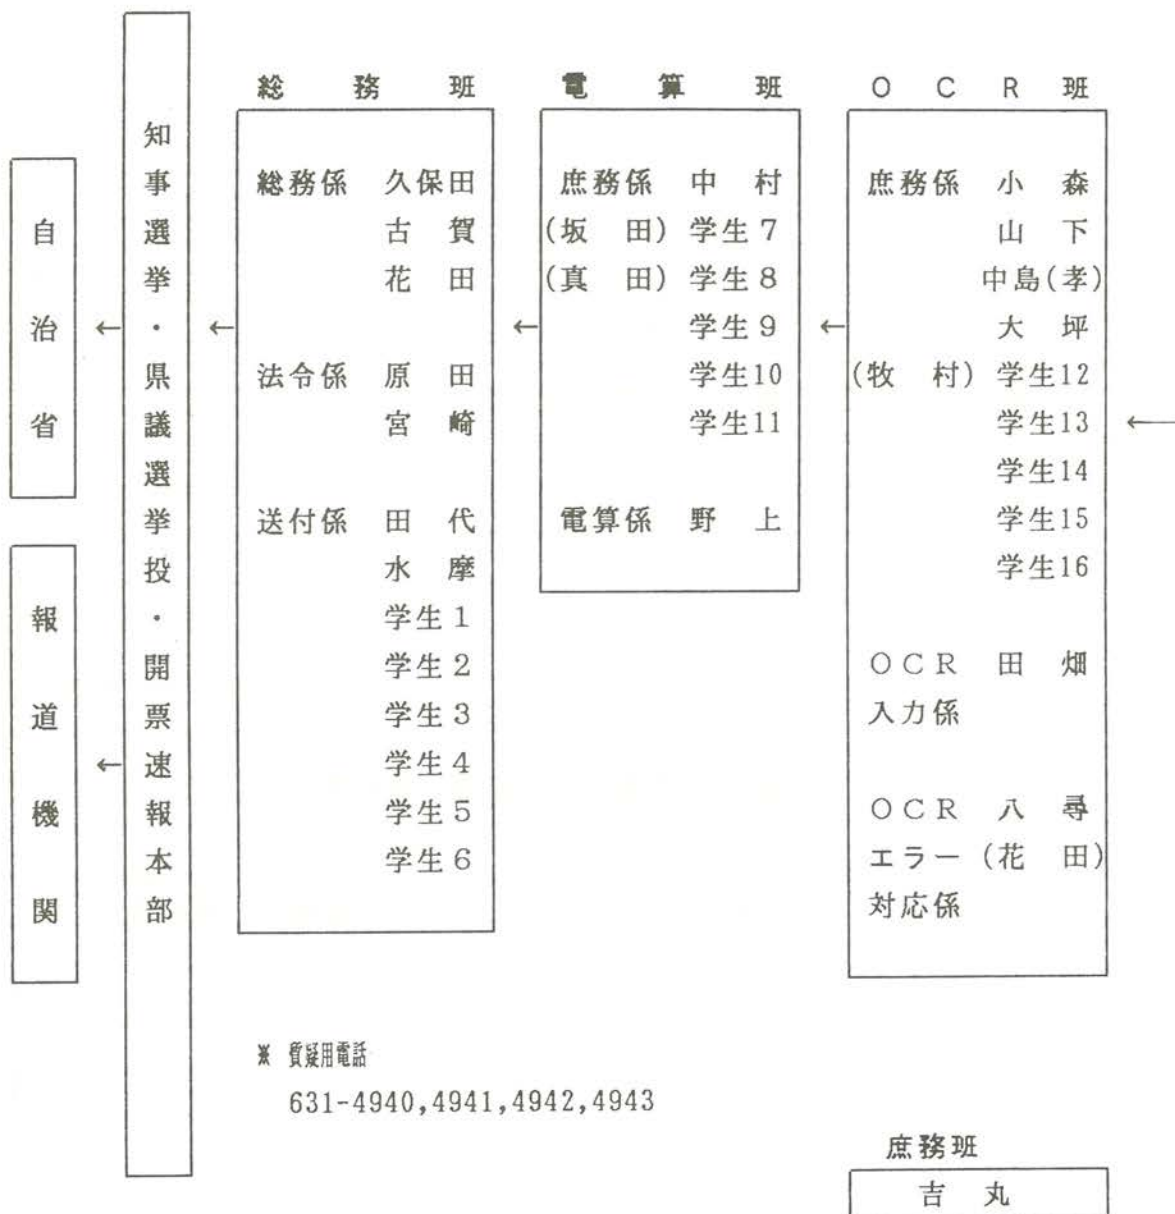 自治省
報道機関
←
←
知事選挙・県議選挙投・開票速報本部
←
総務班
総務係 久保田
古賀
花田
法令係 原田
宮崎
送付係 田代
水摩
学生1
学生2
学生3
学生4
学生5
学生6
←
電算班
庶務係 中村
(坂田) 学生7
(真田) 学生8
学生9
学生10
学生11
電算係 野上
←
OCR班
庶務係 小森
山下
中島(孝)
大坪
(牧村) 学生12
学生13
学生14
学生15
学生16
OCR 田畑
入力係
OCR 八尋
エラー (花田)
対応係
←
※ 質疑用電話
631-4940,4941,4942,4943
庶務班
吉丸